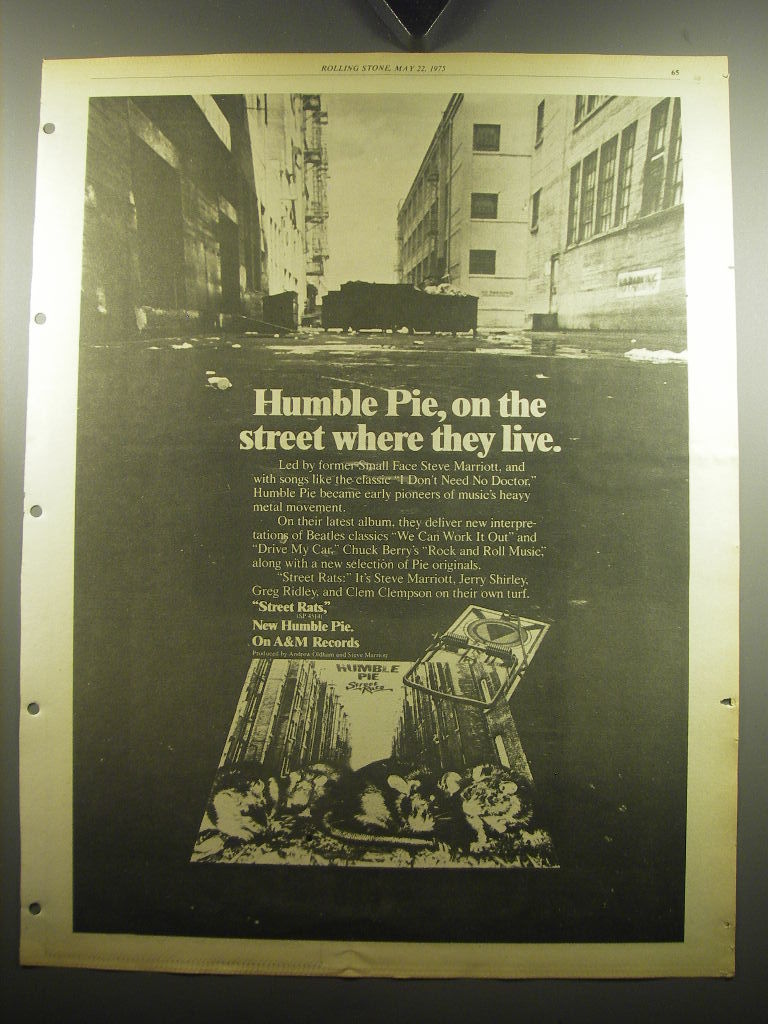 ROLLING STONE, MAY 22, 1975
65
Humble Pie, on the
street where they live.
Led by former Small Face Steve Marriott, and
with songs like the classic "I Don't Need No Doctor,"
Humble Pie became early pioneers of music's heavy
metal movement.
On their latest album, they deliver new interpre-
tations of Beatles classics "We Can Work It Out" and
"Drive My Car," Chuck Berry's "Rock and Roll Music,"
along with a new selection of Pie originals.
"Street Rats:" It's Steve Marriott, Jerry Shirley,
Greg Ridley, and Clem Clempson on their own turf.
"Street Rats,"
(SP 4514)
New Humble Pie.
On A&M Records
Produced by Andrew Oldham and Steve Marriott
HUMBLE
PIE
Street
Rats